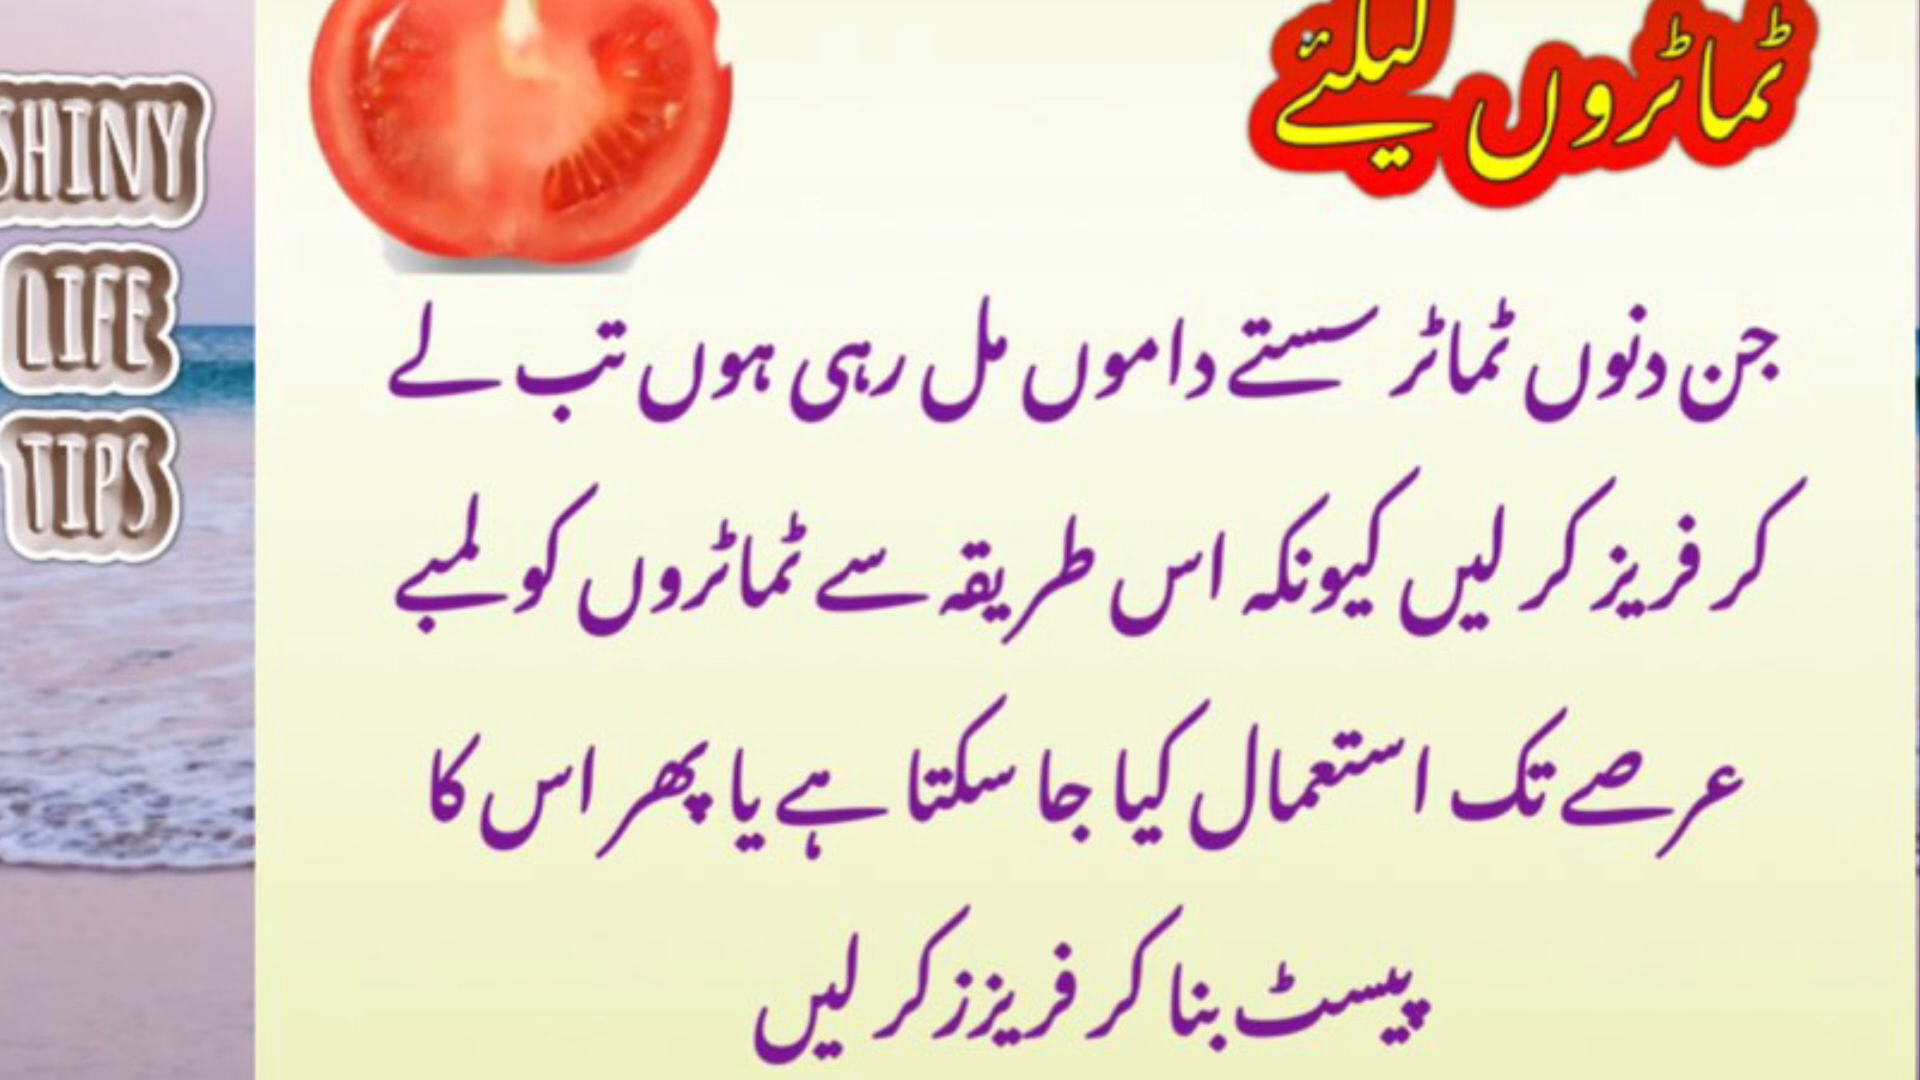 ٹماٹروں کیلئے
SHINY
LIFE
TIPS
جن دنوں ٹماٹر سستے داموں مل رہی ہوں تب لے
کر فریز کر لیں کیونکہ اس طریقہ سے ٹماٹروں کو لمبے
عرصے تک استعمال کیا جا سکتا ہے یا پھر اس کا
پیسٹ بنا کر فریزز کر لیں